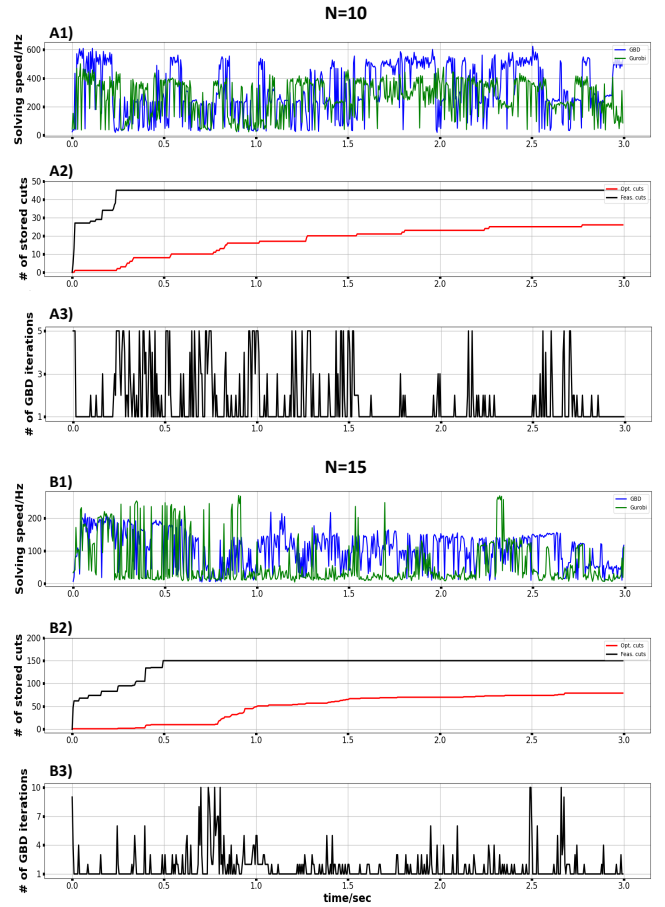 N=10
A1)
Solving speed/Hz
600
400
200
0
GBD
Gurobi
0.0 0.5 1.0 1.5 2.0 2.5 3.0
A2)
# of stored cuts
50
40
30
20
10
0
Opt. cuts
Feas. cuts
0.0 0.5 1.0 1.5 2.0 2.5 3.0
A3)
# of GBD iterations
5
3
1
0.0 0.5 1.0 1.5 2.0 2.5 3.0
N=15
B1)
Solving speed/Hz
200
100
0
GBD
Gurobi
0.0 0.5 1.0 1.5 2.0 2.5 3.0
B2)
# of stored cuts
200
150
100
50
0
Opt. cuts
Feas. cuts
0.0 0.5 1.0 1.5 2.0 2.5 3.0
B3)
# of GBD iterations
10
7
4
1
0.0 0.5 1.0 1.5 2.0 2.5 3.0
time/sec